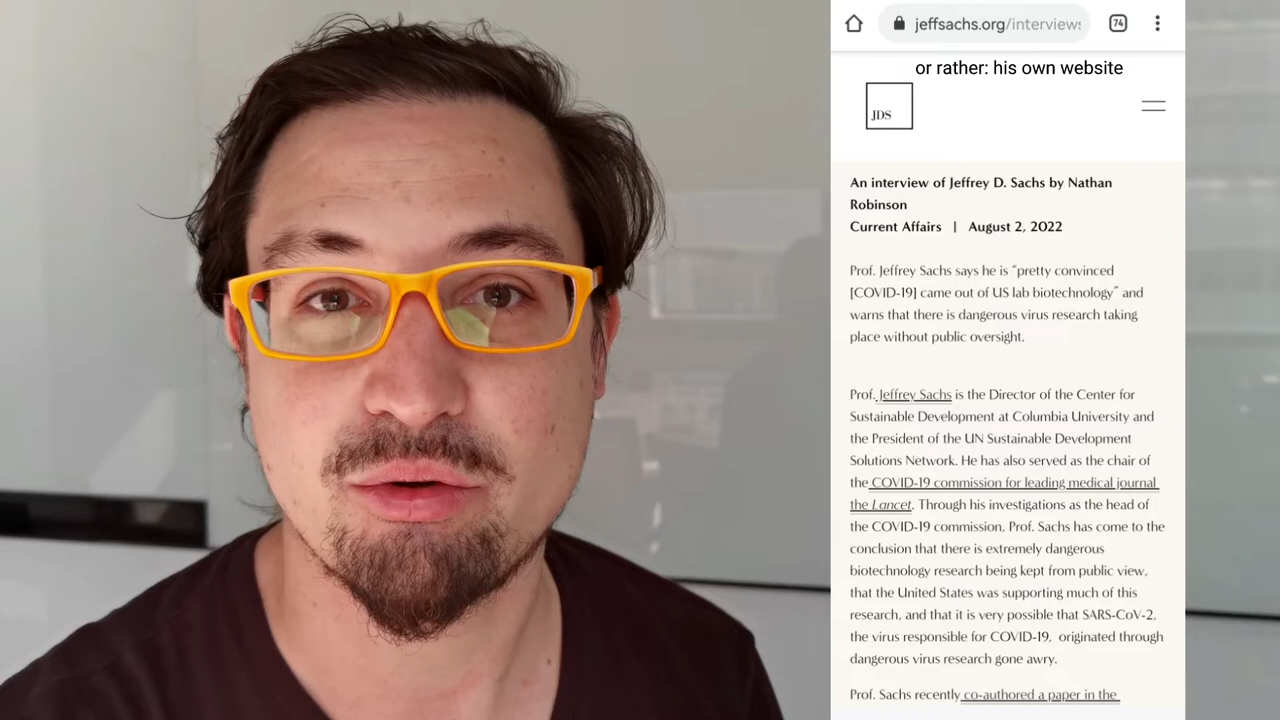 74
jeffsachs.org/interviews
or rather: his own website
JDS
An interview of Jeffrey D. Sachs by Nathan
Robinson
Current Affairs | August 2, 2022
Prof. Jeffrey Sachs says he is “pretty convinced
[COVID-19] came out of US lab biotechnology” and
warns that there is dangerous virus research taking
place without public oversight.
Prof. Jeffrey Sachs is the Director of the Center for
Sustainable Development at Columbia University and
the President of the UN Sustainable Development
Solutions Network. He has also served as the chair of
the COVID-19 commission for leading medical journal
the Lancet. Through his investigations as the head of
the COVID-19 commission, Prof. Sachs has come to the
conclusion that there is extremely dangerous
biotechnology research being kept from public view,
that the United States was supporting much of this
research, and that it is very possible that SARS-CoV-2,
the virus responsible for COVID-19, originated through
dangerous virus research gone awry.
Prof. Sachs recently co-authored a paper in the